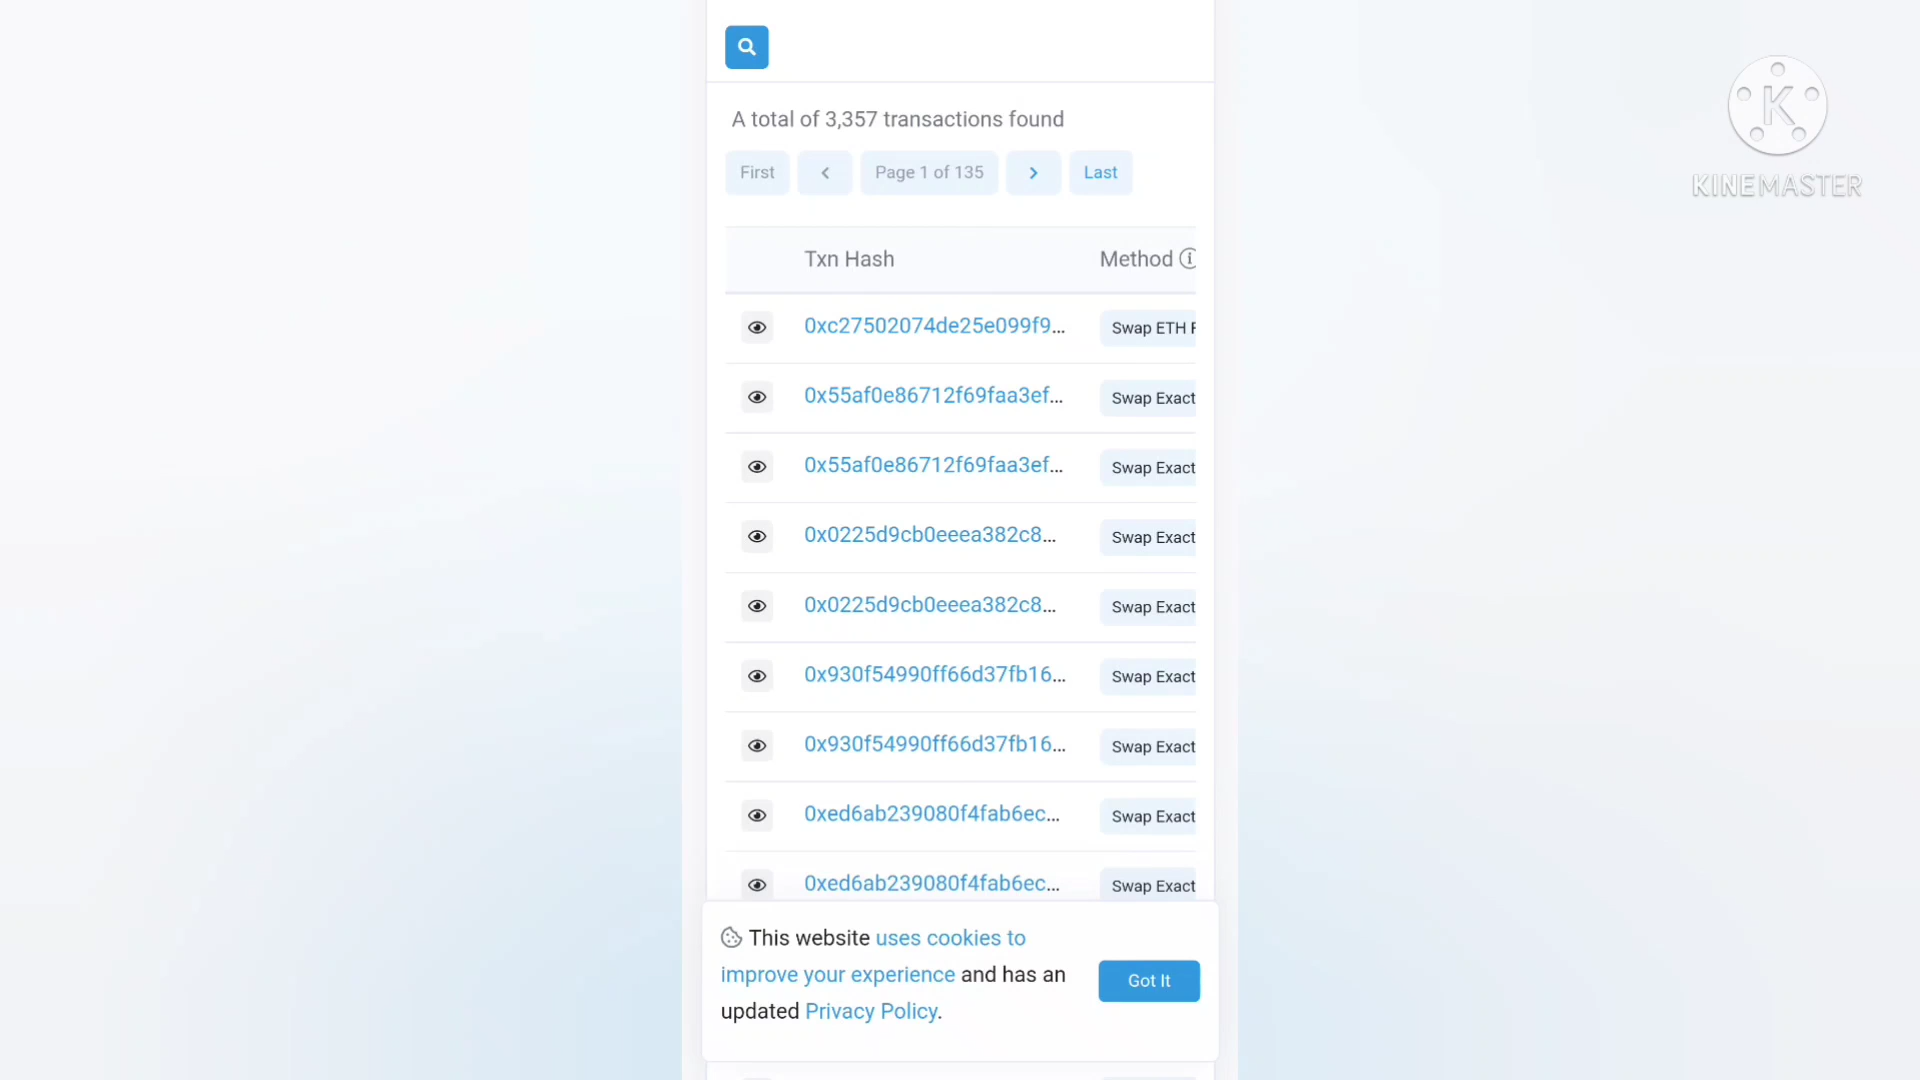 KINEMASTER
A total of 3,357 transactions found
First
Page 1 of 135
Last
Txn Hash Method
0xc27502074de25e099f9... Swap ETH F
0x55af0e86712f69faa3ef... Swap Exact
0x55af0e86712f69faa3ef... Swap Exact
0x0225d9cb0eeea382c8... Swap Exact
0x0225d9cb0eeea382c8... Swap Exact
0x930f54990ff66d37fb16... Swap Exact
0x930f54990ff66d37fb16... Swap Exact
0xed6ab239080f4fab6ec... Swap Exact
0xed6ab239080f4fab6ec... Swap Exact
This website uses cookies to
improve your experience and has an
updated Privacy Policy.
Got It